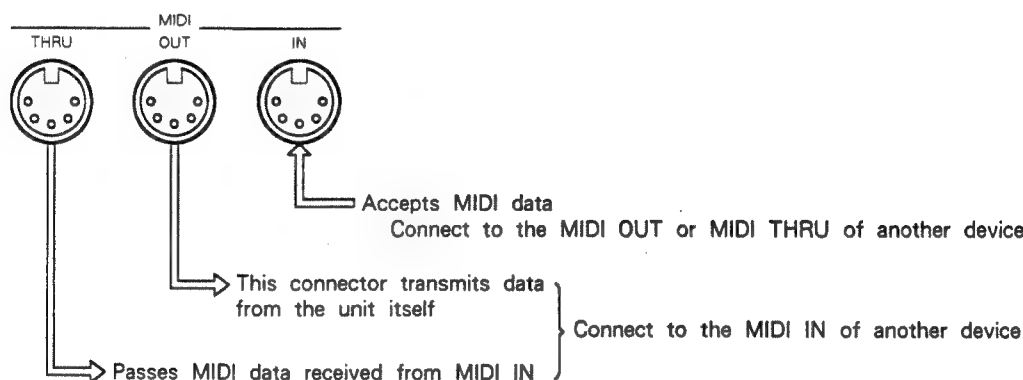 MIDI
THRU OUT IN
Accepts MIDI data
Connect to the MIDI OUT or MIDI THRU of another device
This connector transmits data
from the unit itself
Connect to the MIDI IN of another device
Passes MIDI data received from MIDI IN